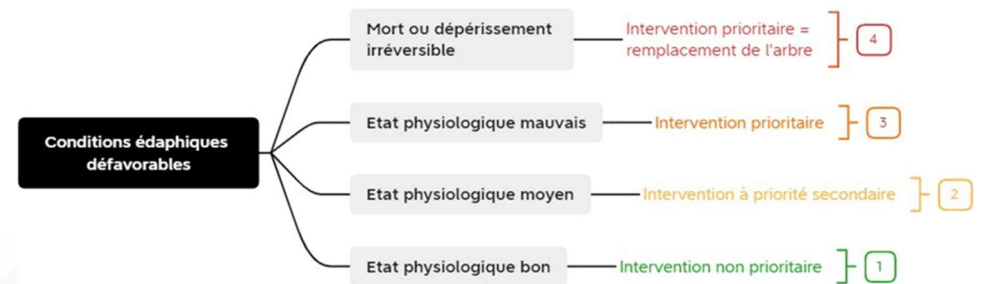 Conditions édaphiques
défavorables
Mort ou dépérissement
irréversible
Intervention prioritaire =
remplacement de l'arbre
4
Etat physiologique mauvais
Intervention prioritaire
3
Etat physiologique moyen
Intervention à priorité secondaire
2
Etat physiologique bon
Intervention non prioritaire
1